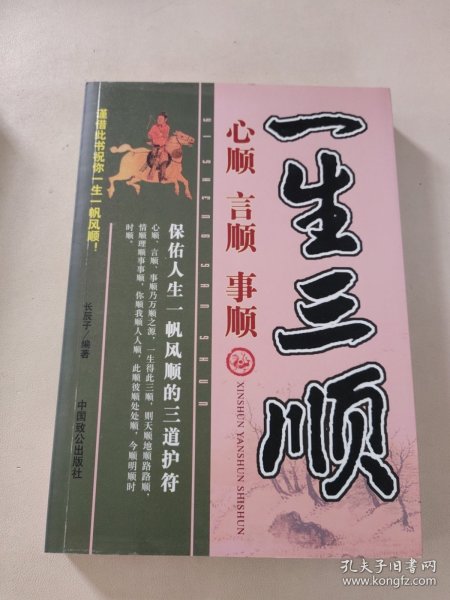 一生三顺
心顺 言顺 事顺
XINSHUN YANSHUN SHISHUN
YI SHENG SAN SHUN
保佑人生一帆风顺的三道护符
心顺、言顺、事顺乃万顺之源，一生得此三顺，则天顺地顺路路顺，
情顺理顺事事顺，你顺我顺人人顺，此顺彼顺处处顺，今顺明顺时
时顺。
谨借此书祝你一生一帆风顺！
长辰子／编著
中国致公出版社
孔夫子旧书网
www.kongfz.com